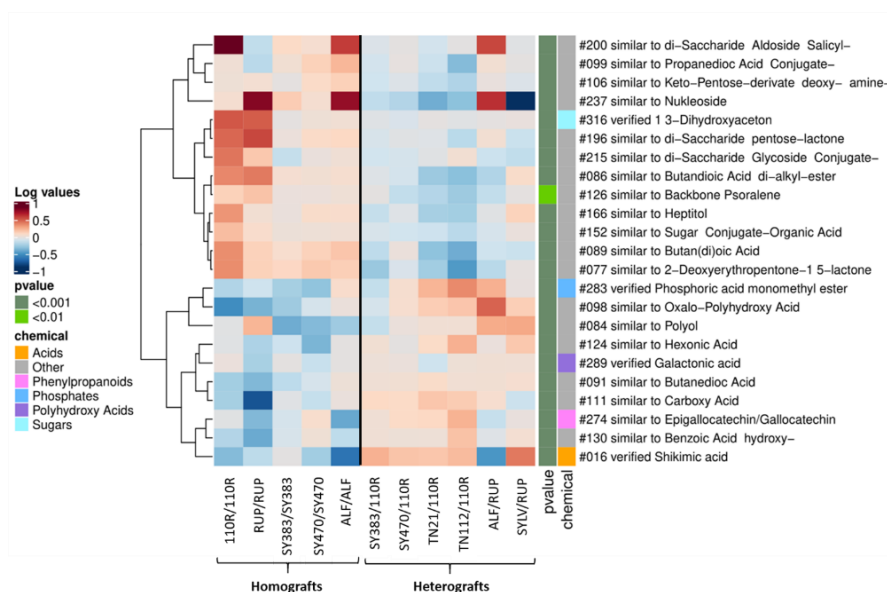 #200 similar to di-Saccharide Aldoside Salicyl-
#099 similar to Propanedioc Acid Conjugate-
#106 similar to Keto-Pentose-derivate deoxy- amine-
#237 similar to Nukleoside
#316 verified 1 3-Dihydroxyaceton
#196 similar to di-Saccharide pentose-lactone
#215 similar to di-Saccharide Glycoside Conjugate-
#086 similar to Butandioic Acid di-alkyl-ester
#126 similar to Backbone Psoralene
#166 similar to Heptitol
#152 similar to Sugar Conjugate-Organic Acid
#089 similar to Butan(di)oic Acid
#077 similar to 2-Deoxyerythropentone-1 5-lactone
#283 verified Phosphoric acid monomethyl ester
#098 similar to Oxalo-Polyhydroxy Acid
#084 similar to Polyol
#124 similar to Hexonic Acid
#289 verified Galactonic acid
#091 similar to Butanedioc Acid
#111 similar to Carboxy Acid
#274 similar to Epigallocatechin/Gallocatechin
#130 similar to Benzoic Acid hydroxy-
#016 verified Shikimic acid
Log values
1
0.5
0
-0.5
-1
pvalue
<0.001
<0.01
chemical
Acids
Other
Phenylpropanoids
Phosphates
Polyhydroxy Acids
Sugars
110R/110R
RUP/RUP
SY383/SY383
SY470/SY470
ALF/ALF
SY383/110R
SY470/110R
TN21/110R
TN112/110R
ALF/RUP
SYLV/RUP
pvalue
chemical
Homografts
Heterografts